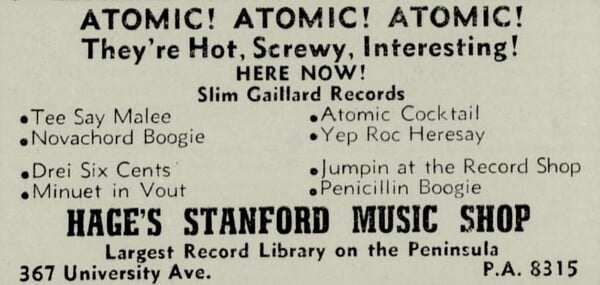 ATOMIC! ATOMIC! ATOMIC!
They're Hot, Screwy, Interesting!
HERE NOW!
Slim Gaillard Records
•Tee Say Malee
•Novachord Boogie
•Drei Six Cents
•Minuet in Vout
•Atomic Cocktail
•Yep Roc Heresay
•Jumpin at the Record Shop
•Penicillin Boogie
HAGE'S STANFORD MUSIC SHOP
Largest Record Library on the Peninsula
367 University Ave. P.A. 8315